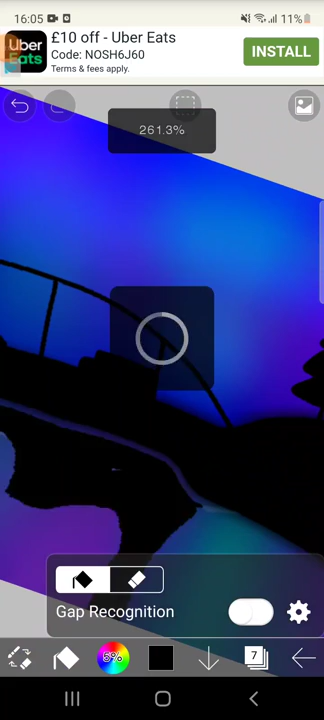 16:05
11%
Uber
Eats
£10 off - Uber Eats
Code: NOSH6J60
Terms & fees apply.
INSTALL
261.3%
Gap Recognition
5%
7